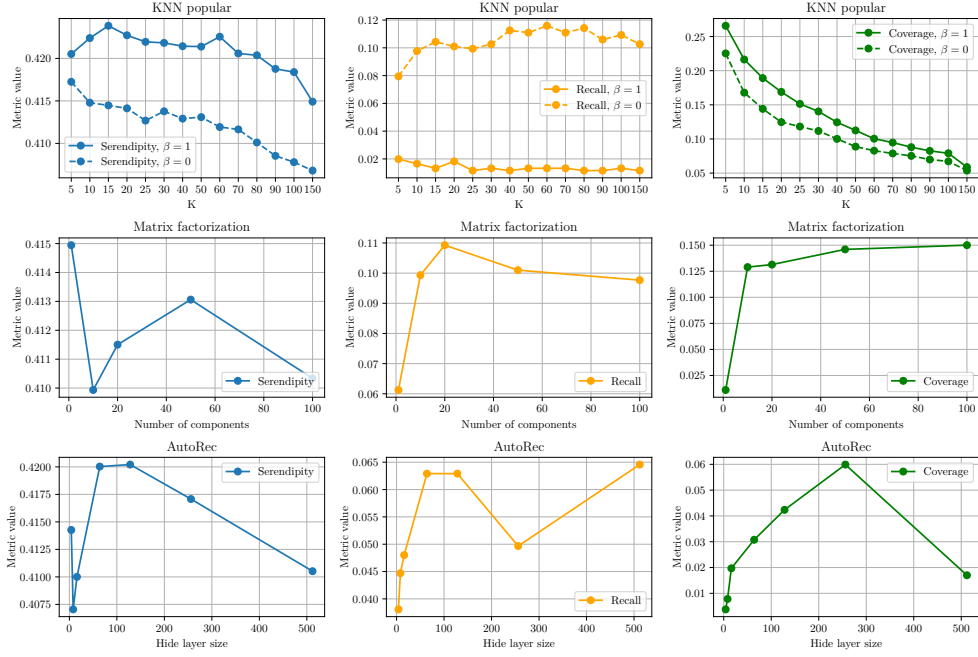 KNN popular
Metric value
0.420
0.415
0.410
Serendipity, β = 1
Serendipity, β = 0
5 10 15 20 25 30 40 50 60 70 80 90 100 150
K
KNN popular
Metric value
0.12
0.10
0.08
0.06
0.04
0.02
Recall, β = 1
Recall, β = 0
5 10 15 20 25 30 40 50 60 70 80 90 100 150
K
KNN popular
Metric value
0.25
0.20
0.15
0.10
0.05
Coverage, β = 1
Coverage, β = 0
5 10 15 20 25 30 40 50 60 70 80 90 100 150
K
Matrix factorization
Metric value
0.415
0.414
0.413
0.412
0.411
0.410
Serendipity
0 20 40 60 80 100
Number of components
Matrix factorization
Metric value
0.11
0.10
0.09
0.08
0.07
0.06
Recall
0 20 40 60 80 100
Number of components
Matrix factorization
Metric value
0.150
0.125
0.100
0.075
0.050
0.025
Coverage
0 20 40 60 80 100
Number of components
AutoRec
Metric value
0.4200
0.4175
0.4150
0.4125
0.4100
0.4075
Serendipity
0 100 200 300 400 500
Hide layer size
AutoRec
Metric value
0.065
0.060
0.055
0.050
0.045
0.040
Recall
0 100 200 300 400 500
Hide layer size
AutoRec
Metric value
0.06
0.05
0.04
0.03
0.02
0.01
Coverage
0 100 200 300 400 500
Hide layer size